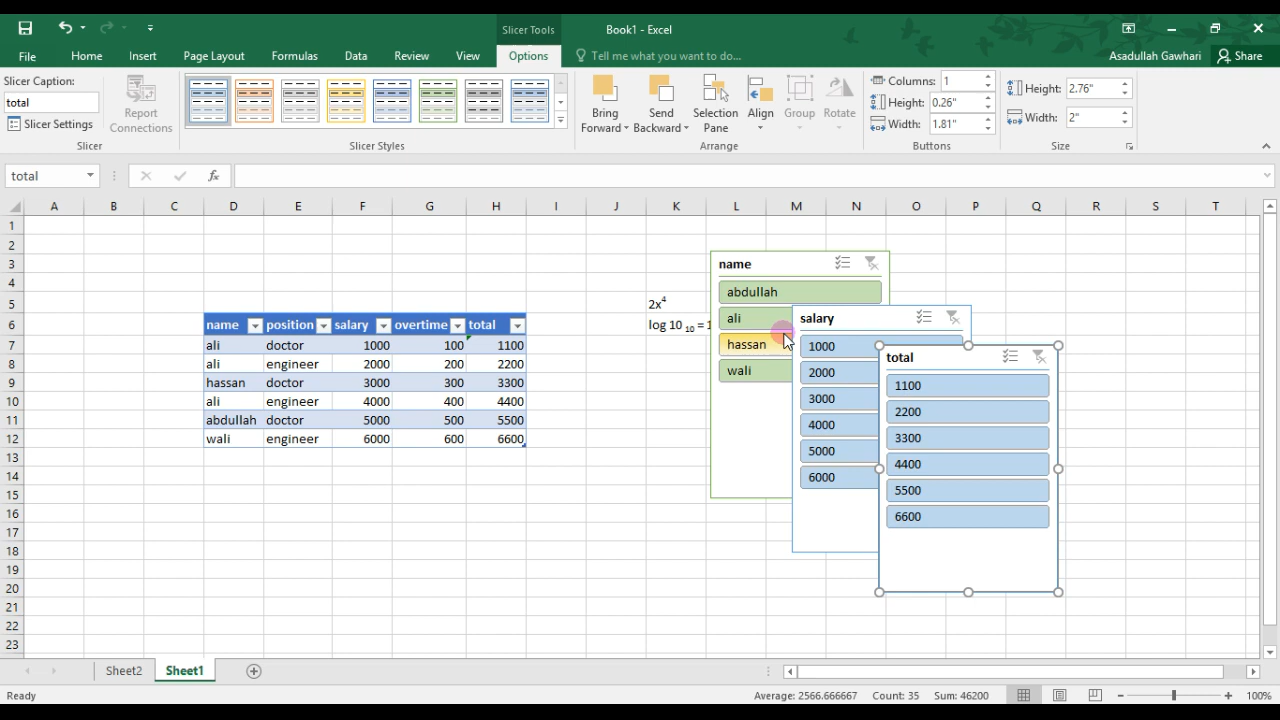 Slicer Tools
Book1 - Excel
File Home Insert Page Layout Formulas Data Review View Options Tell me what you want to do... Asadullah Gawhari Share
Slicer Caption:
total
Slicer Settings
Report Connections
Slicer
Slicer Styles
Bring Forward
Send Backward
Selection Pane
Align
Group
Rotate
Arrange
Columns: 1
Height: 0.26"
Width: 1.81"
Buttons
Height: 2.76"
Width: 2"
Size
total fx
A B C D E F G H I J K L M N O P Q R S T
1
2
3
4
5 2x4
6 name position salary overtime total log 10 10 = 1
7 ali doctor 1000 100 1100
8 ali engineer 2000 200 2200
9 hassan doctor 3000 300 3300
10 ali engineer 4000 400 4400
11 abdullah doctor 5000 500 5500
12 wali engineer 6000 600 6600
13
14
15
16
17
18
19
20
21
22
23
name
abdullah
ali
hassan
wali
salary
1000
2000
3000
4000
5000
6000
total
1100
2200
3300
4400
5500
6600
Sheet2 Sheet1
Ready Average: 2566.666667 Count: 35 Sum: 46200 100%